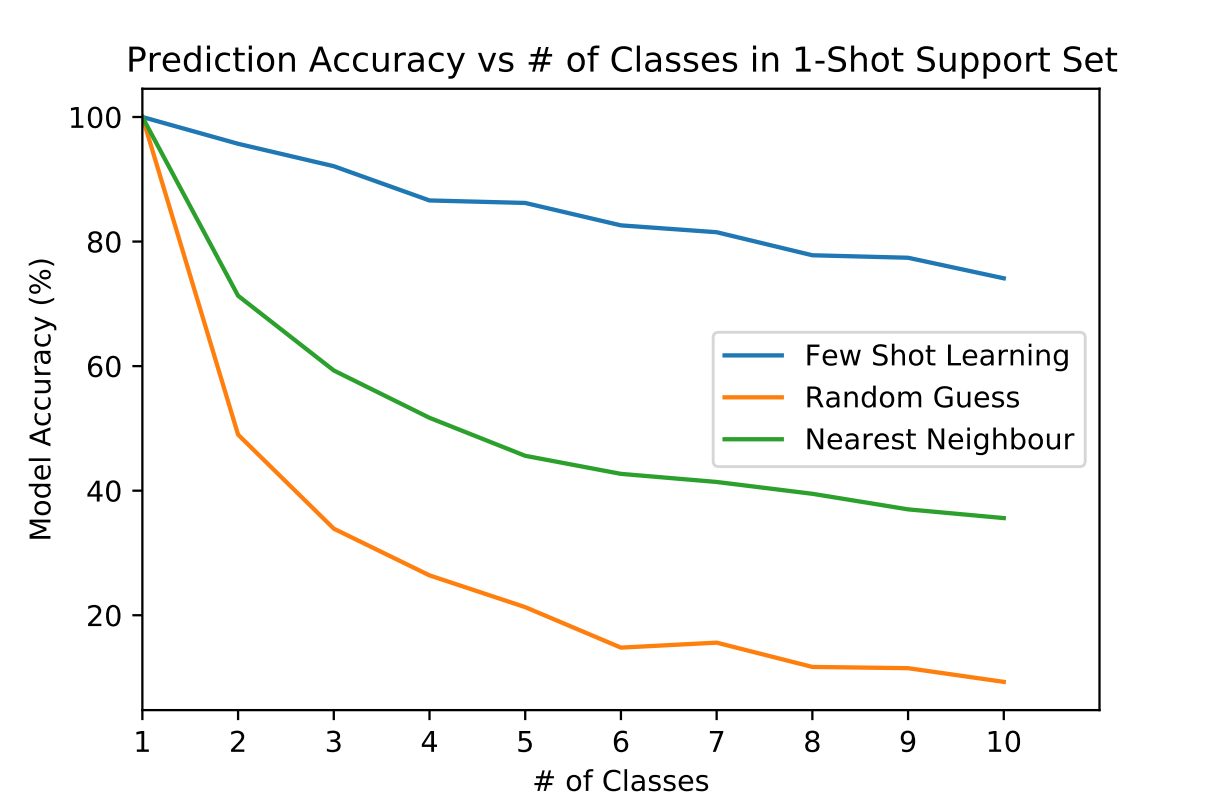 Prediction Accuracy vs # of Classes in 1-Shot Support Set
Model Accuracy (%)
100
80
60
40
20
Few Shot Learning
Random Guess
Nearest Neighbour
1 2 3 4 5 6 7 8 9 10
# of Classes